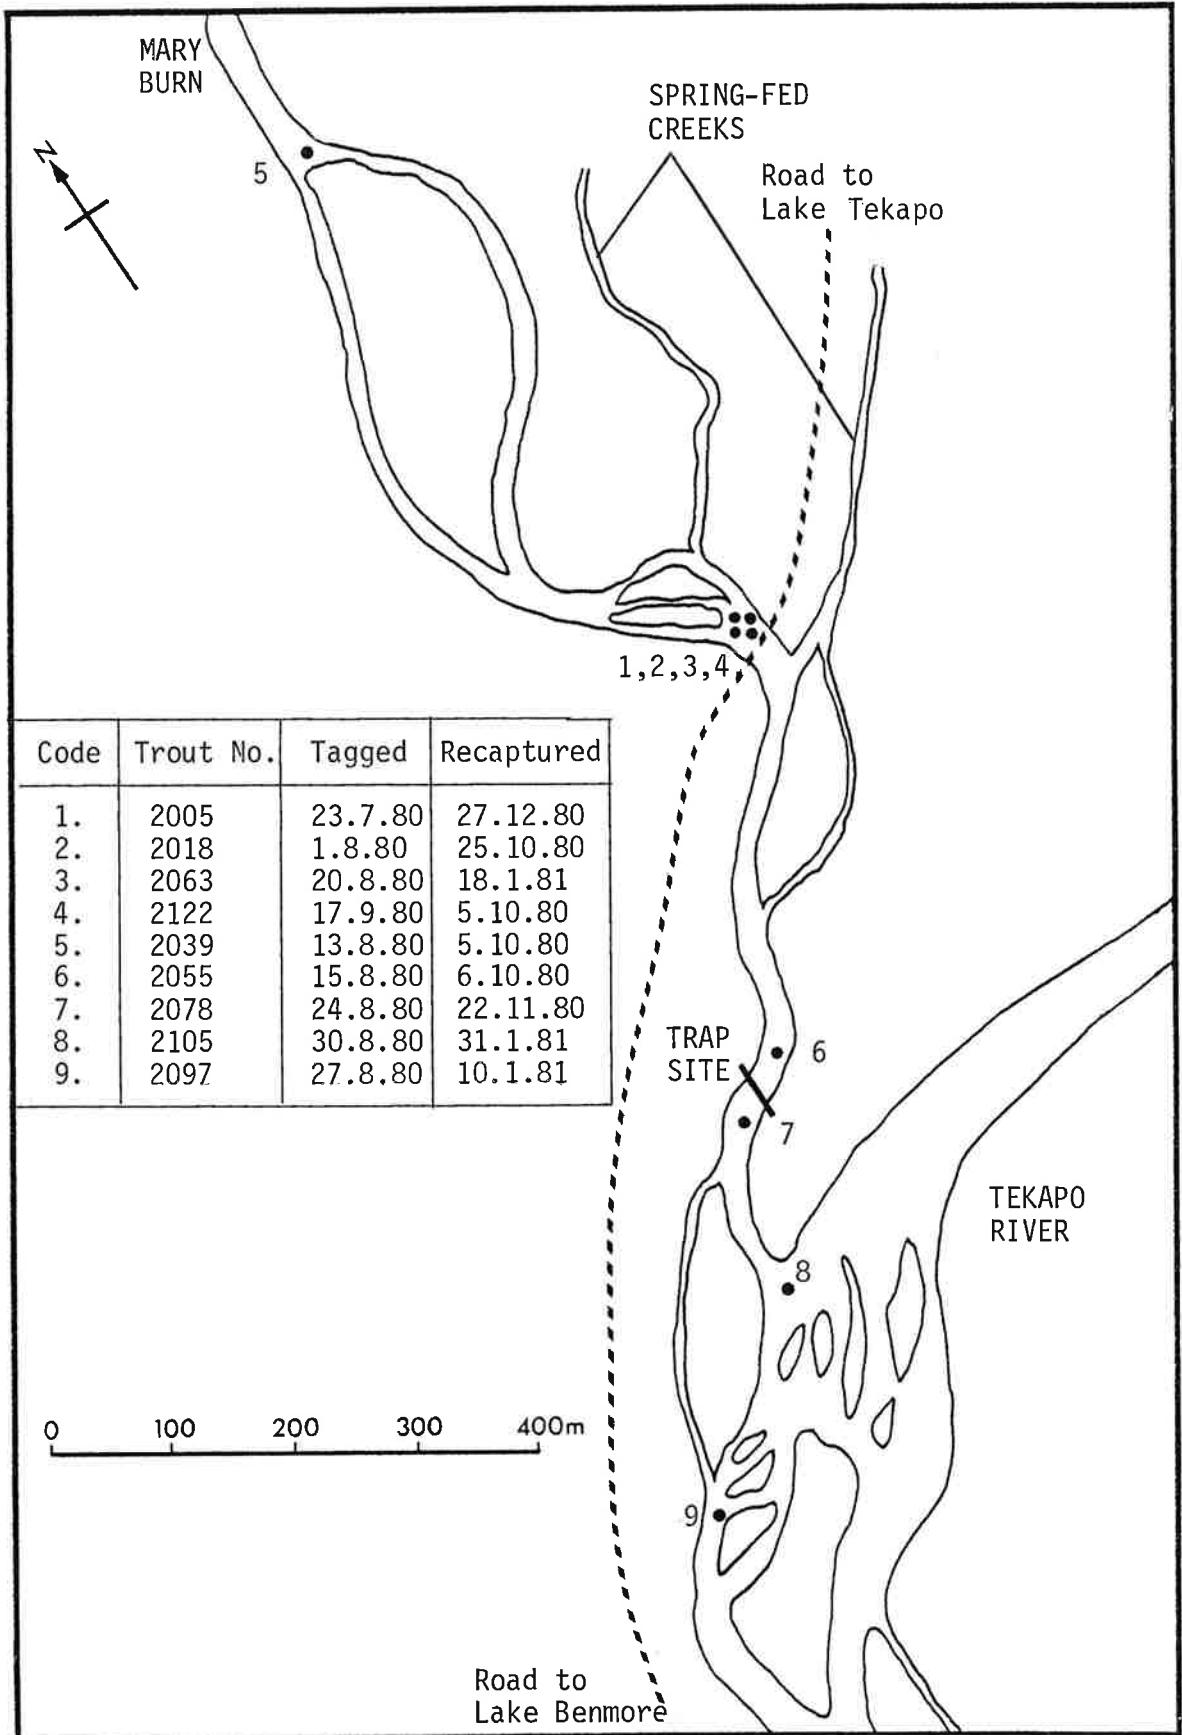 MARY
BURN
SPRING-FED
CREEKS
N
Road to
Lake Tekapo
5
1,2,3,4
Code Trout No. Tagged Recaptured
1. 2005 23.7.80 27.12.80
2. 2018 1.8.80 25.10.80
3. 2063 20.8.80 18.1.81
4. 2122 17.9.80 5.10.80
5. 2039 13.8.80 5.10.80
6. 2055 15.8.80 6.10.80
7. 2078 24.8.80 22.11.80
8. 2105 30.8.80 31.1.81
9. 2097 27.8.80 10.1.81
TRAP
SITE
6
7
TEKAPO
RIVER
8
0 100 200 300 400m
9
Road to
Lake Benmore